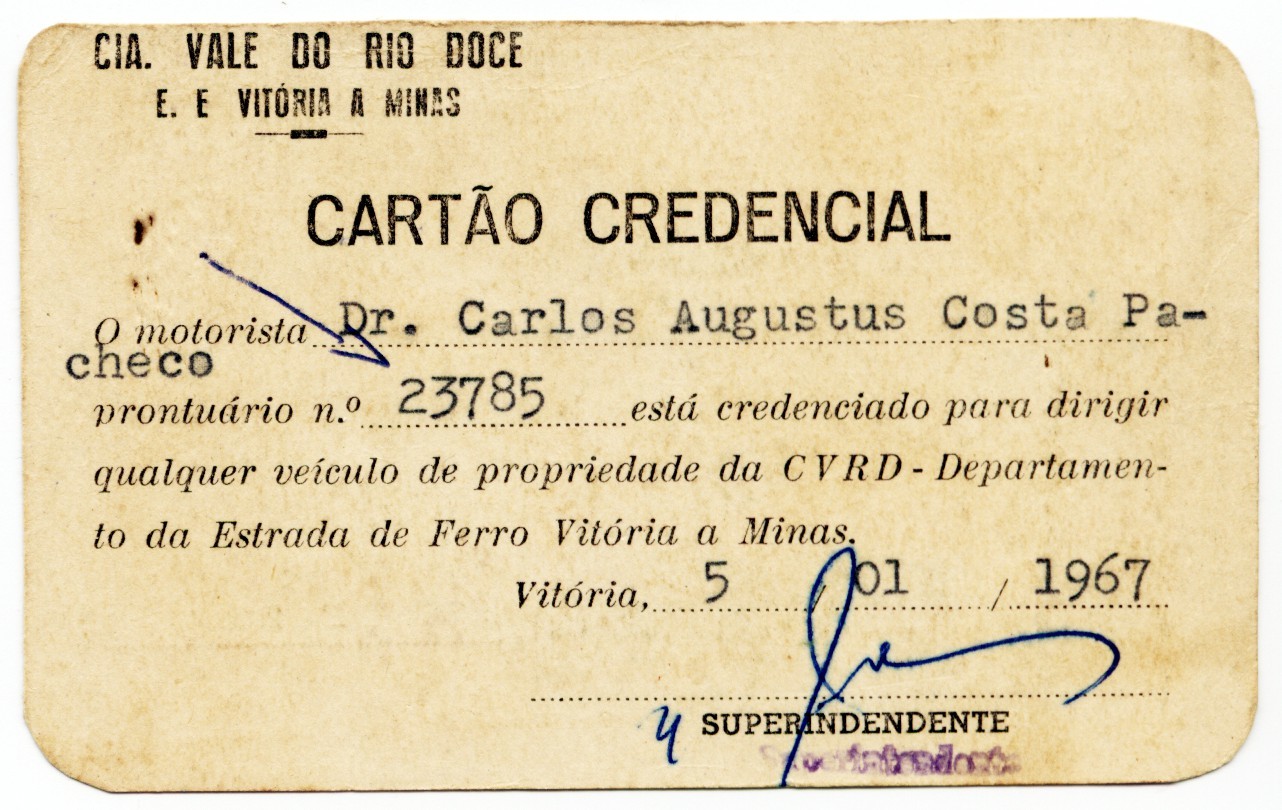 CIA. VALE DO RIO DOCE
E. E VITÓRIA A MINAS
CARTÃO CREDENCIAL
O motorista Dr. Carlos Augustus Costa Pa-
checo
prontuário n.º 23785 está credenciado para dirigir
qualquer veículo de propriedade da CVRD - Departamen-
to da Estrada de Ferro Vitória a Minas.
Vitória, 5 01 / 1967
SUPERINDENDENTE
Superintendente